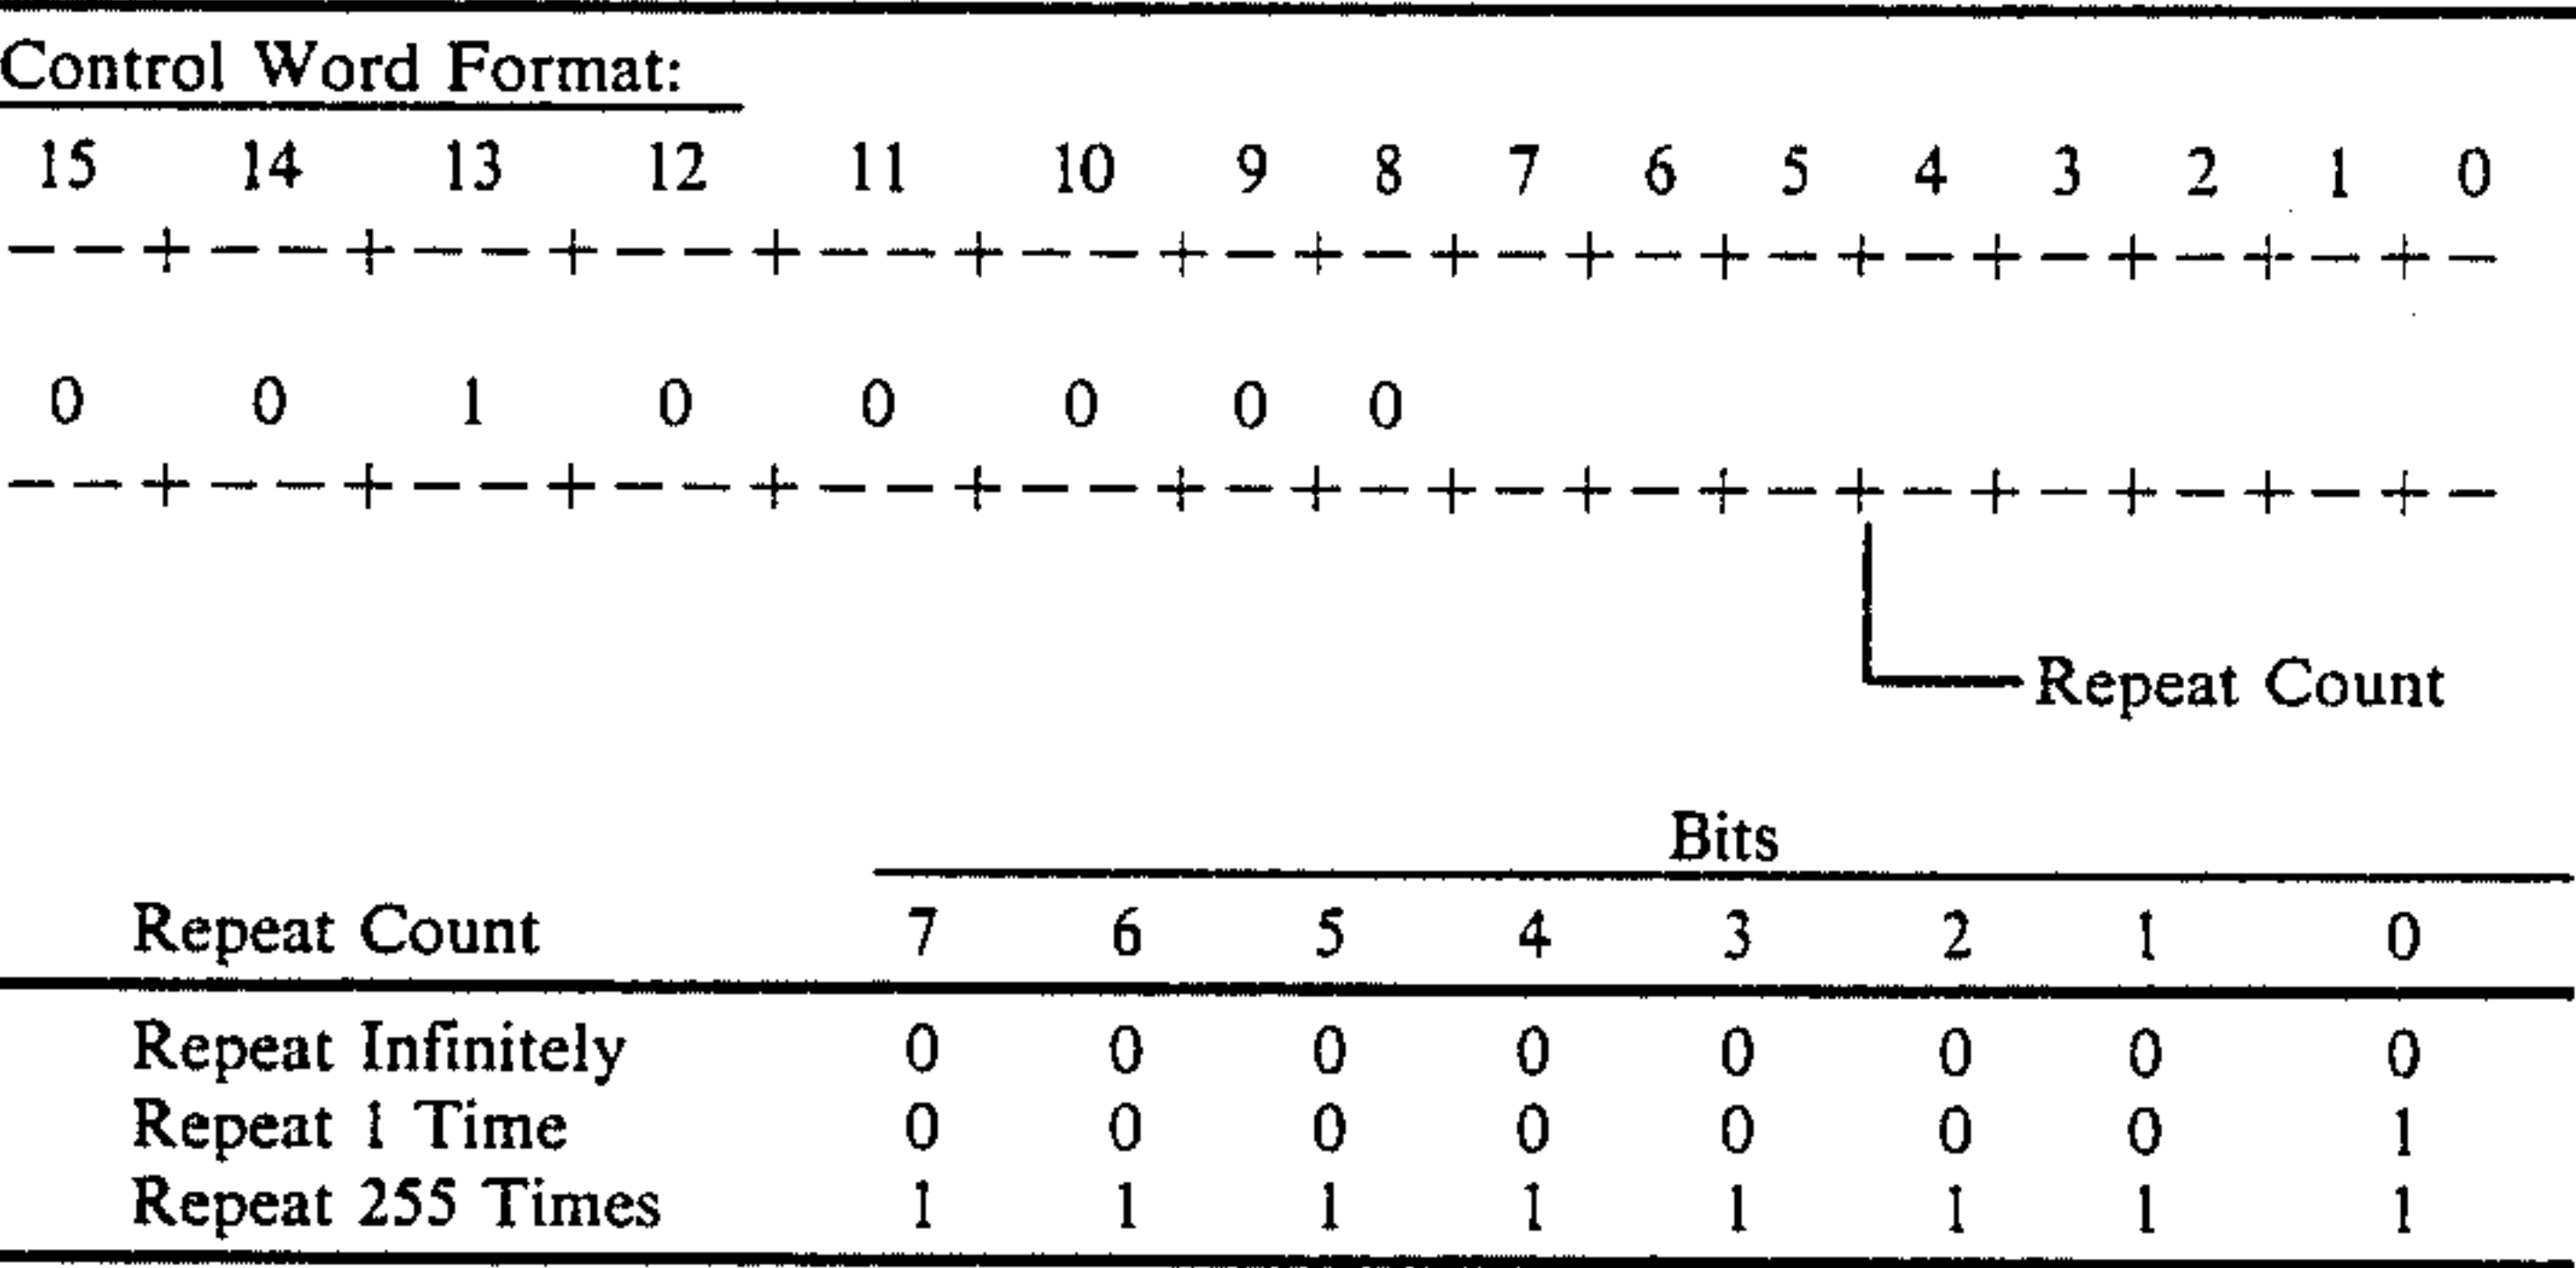 Control Word Format:
15 14 13 12 11 10 9 8 7 6 5 4 3 2 1 0
0 0 1 0 0 0 0 0
Repeat Count
Bits
Repeat Count 7 6 5 4 3 2 1 0
Repeat Infinitely 0 0 0 0 0 0 0 0
Repeat 1 Time 0 0 0 0 0 0 0 1
Repeat 255 Times 1 1 1 1 1 1 1 1